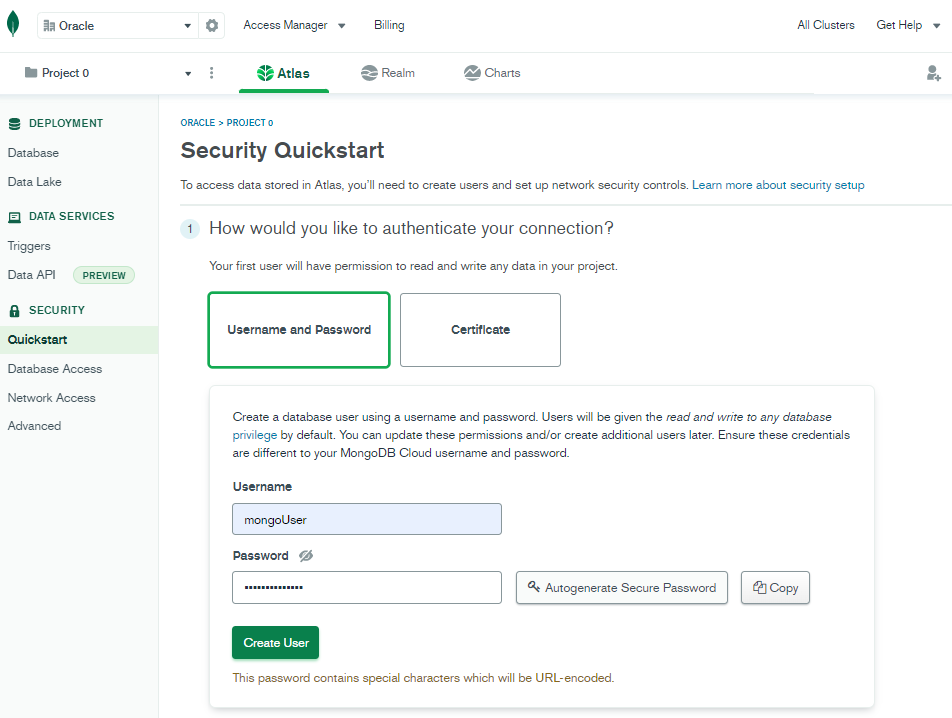 Oracle
Access Manager
Billing
All Clusters
Get Help
Project 0
Atlas
Realm
Charts
DEPLOYMENT
Database
Data Lake
DATA SERVICES
Triggers
Data API PREVIEW
SECURITY
Quickstart
Database Access
Network Access
Advanced
ORACLE > PROJECT 0
Security Quickstart
To access data stored in Atlas, you'll need to create users and set up network security controls. Learn more about security setup
1 How would you like to authenticate your connection?
Your first user will have permission to read and write any data in your project.
Username and Password
Certificate
Create a database user using a username and password. Users will be given the read and write to any database
privilege by default. You can update these permissions and/or create additional users later. Ensure these credentials
are different to your MongoDB Cloud username and password.
Username
mongoUser
Password
••••••••••••••
Autogenerate Secure Password
Copy
Create User
This password contains special characters which will be URL-encoded.